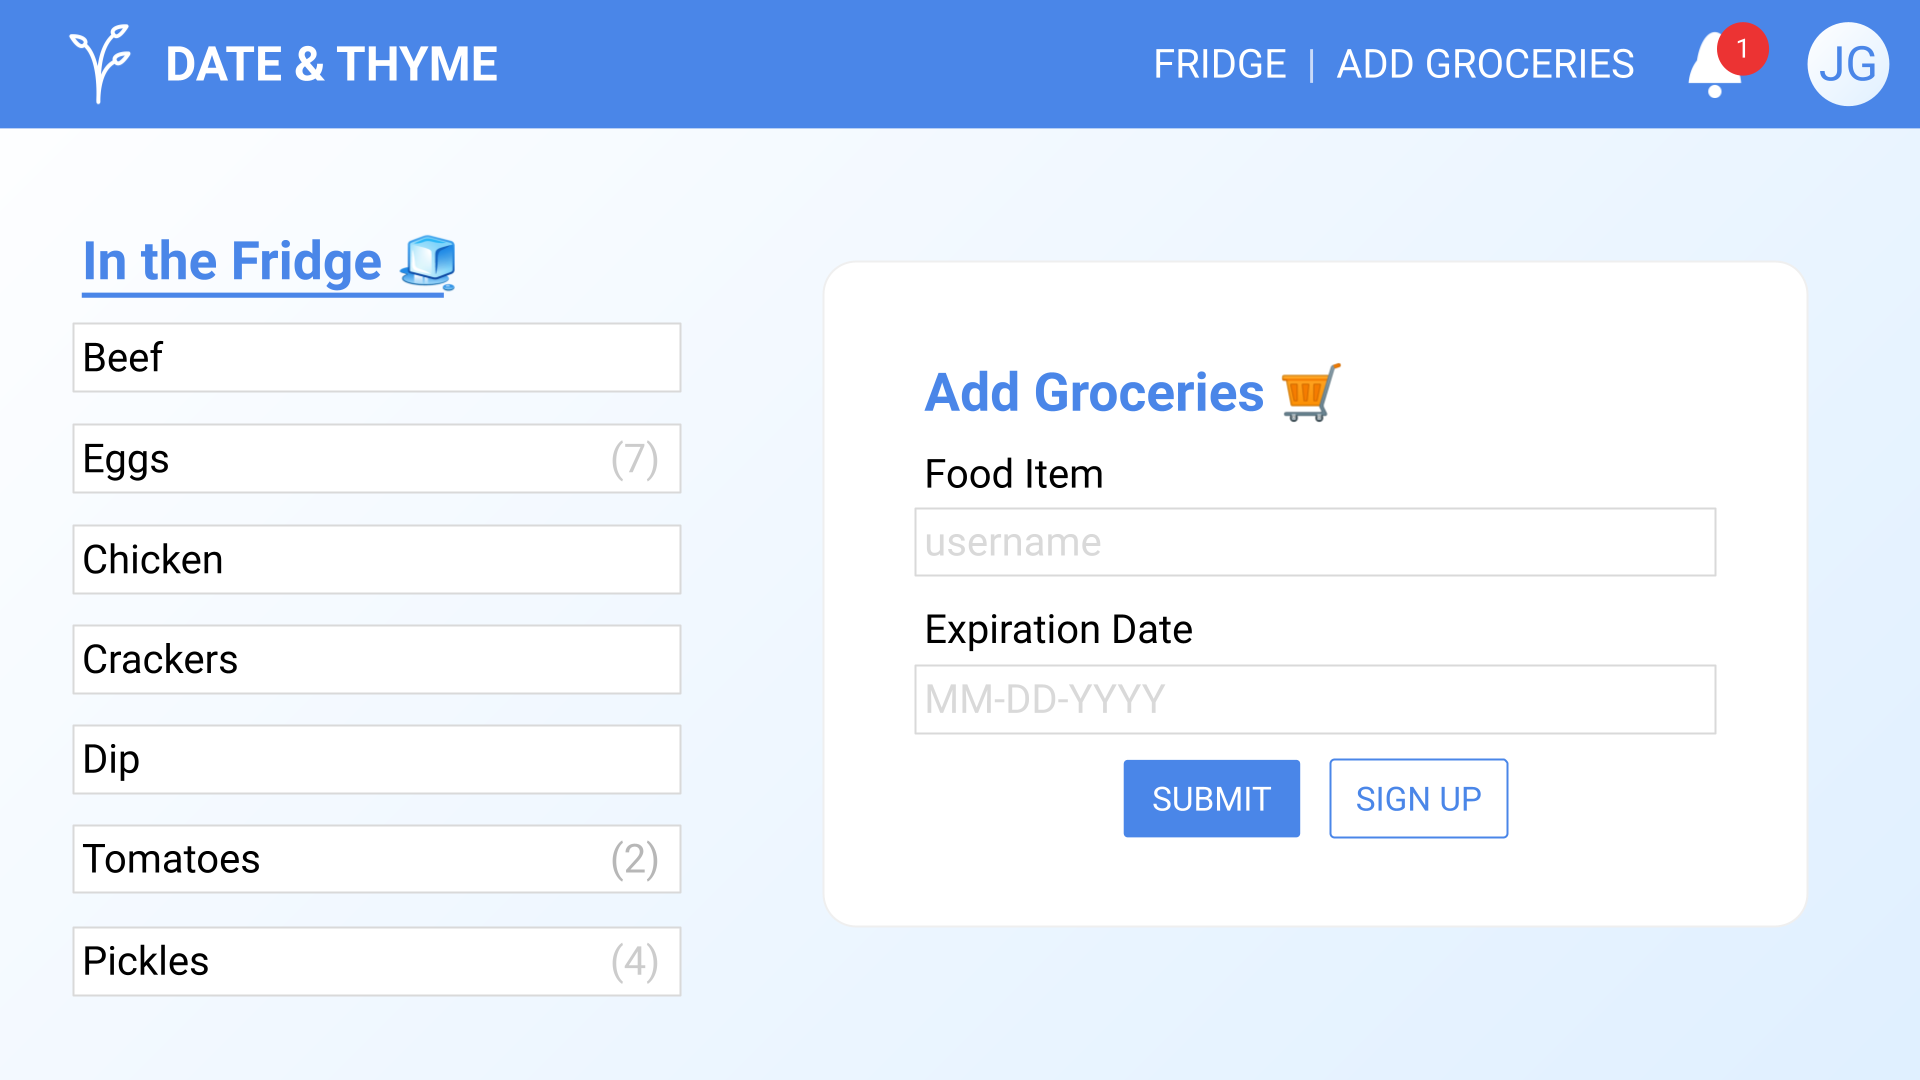 DATE & THYME
FRIDGE | ADD GROCERIES
1
JG
In the Fridge
Beef
Eggs (7)
Chicken
Crackers
Dip
Tomatoes (2)
Pickles (4)
Add Groceries
Food Item
username
Expiration Date
MM-DD-YYYY
SUBMIT
SIGN UP